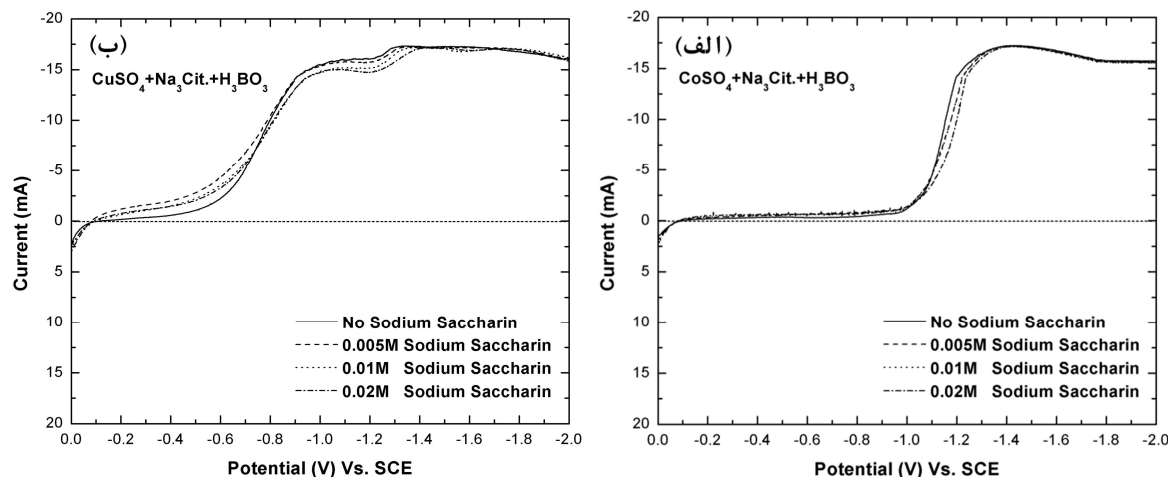 (ب)
CuSO₄+Na₃Cit.+H₃BO₃
Current (mA)
-20
-15
-10
-5
0
5
10
15
20
No Sodium Saccharin
0.005M Sodium Saccharin
0.01M Sodium Saccharin
0.02M Sodium Saccharin
0.0 -0.2 -0.4 -0.6 -0.8 -1.0 -1.2 -1.4 -1.6 -1.8 -2.0
Potential (V) Vs. SCE
(الف)
CoSO₄+Na₃Cit.+H₃BO₃
Current (mA)
-20
-15
-10
-5
0
5
10
15
20
No Sodium Saccharin
0.005M Sodium Saccharin
0.01M Sodium Saccharin
0.02M Sodium Saccharin
0.0 -0.2 -0.4 -0.6 -0.8 -1.0 -1.2 -1.4 -1.6 -1.8 -2.0
Potential (V) Vs. SCE